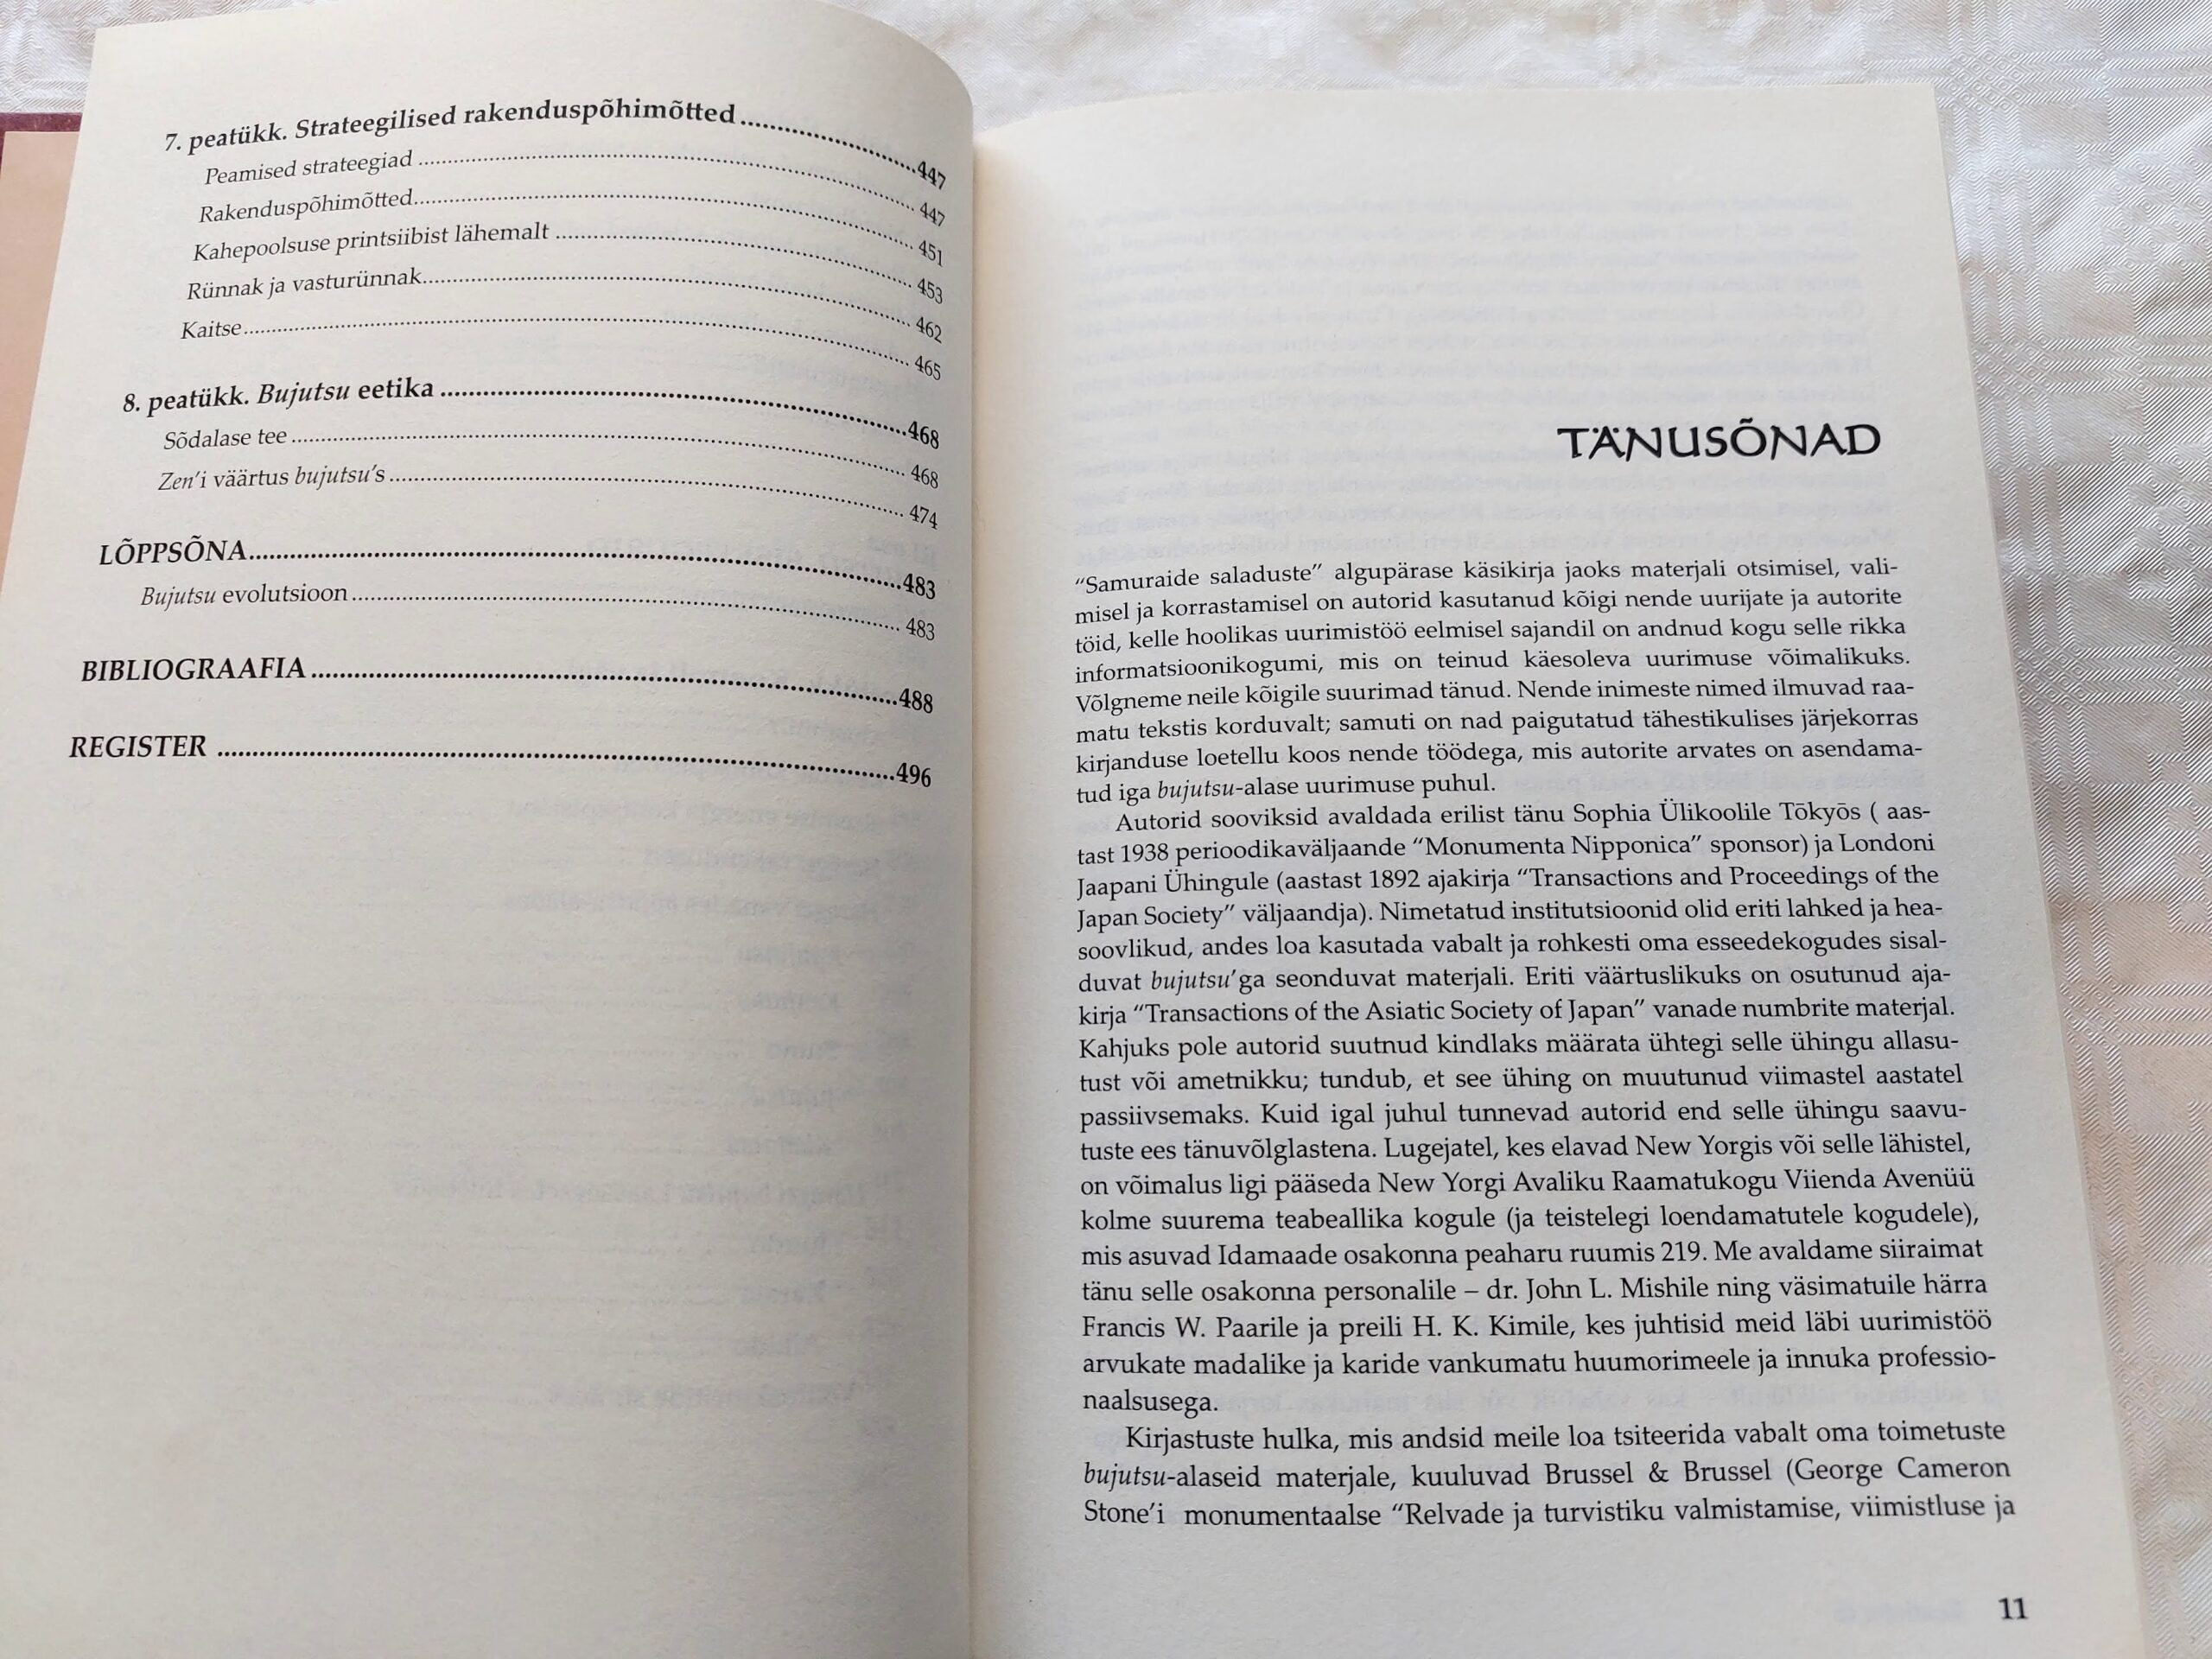 7. peatükk. Strateegilised rakenduspõhimõtted ........ 447
Peamised strateegiad ........ 447
Rakenduspõhimõtted ........ 451
Kahepoolsuse printsiibist lähemalt ........ 453
Rünnak ja vasturünnak ........ 462
Kaitse ........ 465
8. peatükk. Bujutsu eetika ........ 468
Sõdalase tee ........ 468
Zen'i väärtus bujutsu's ........ 474
LÕPPSÕNA ........ 483
Bujutsu evolutsioon ........ 483
BIBLIOGRAAFIA ........ 488
REGISTER ........ 496
TÄNUSÕNAD
“Samuraide saladuste” algupärase käsikirja jaoks materjali otsimisel, vali-
misel ja korrastamisel on autorid kasutanud kõigi nende uurijate ja autorite
töid, kelle hoolikas uurimistöö eelmisel sajandil on andnud kogu selle rikka
informatsioonikogumi, mis on teinud käesoleva uurimuse võimalikuks.
Võlgneme neile kõigile suurimad tänud. Nende inimeste nimed ilmuvad raa-
matu tekstis korduvalt; samuti on nad paigutatud tähestikulises järjekorras
kirjanduse loetellu koos nende töödega, mis autorite arvates on asendama-
tud iga bujutsu-alase uurimuse puhul.
Autorid sooviksid avaldada erilist tänu Sophia Ülikoolile Tōkyōs ( aas-
tast 1938 perioodikaväljaande “Monumenta Nipponica” sponsor) ja Londoni
Jaapani Ühingule (aastast 1892 ajakirja “Transactions and Proceedings of the
Japan Society” väljaandja). Nimetatud institutsioonid olid eriti lahked ja hea-
soovlikud, andes loa kasutada vabalt ja rohkesti oma esseedekogudes sisal-
duvat bujutsu'ga seonduvat materjali. Eriti väärtuslikuks on osutunud aja-
kirja “Transactions of the Asiatic Society of Japan” vanade numbrite materjal.
Kahjuks pole autorid suutnud kindlaks määrata ühtegi selle ühingu allasu-
tust või ametnikku; tundub, et see ühing on muutunud viimastel aastatel
passiivsemaks. Kuid igal juhul tunnevad autorid end selle ühingu saavu-
tuste ees tänuvõlglastena. Lugejatel, kes elavad New Yorgis või selle lähistel,
on võimalus ligi pääseda New Yorgi Avaliku Raamatukogu Viienda Avenüü
kolme suurema teabeallika kogule (ja teistelegi loendamatutele kogudele),
mis asuvad Idamaade osakonna peaharu ruumis 219. Me avaldame siiraimat
tänu selle osakonna personalile – dr. John L. Mishile ning väsimatuile härra
Francis W. Paarile ja preili H. K. Kimile, kes juhtisid meid läbi uurimistöö
arvukate madalike ja karide vankumatu huumorimeele ja innuka professio-
naalsusega.
Kirjastuste hulka, mis andsid meile loa tsiteerida vabalt oma toimetuste
bujutsu-alaseid materjale, kuuluvad Brussel & Brussel (George Cameron
Stone'i monumentaalse “Relvade ja turvistiku valmistamise, viimistluse ja
11